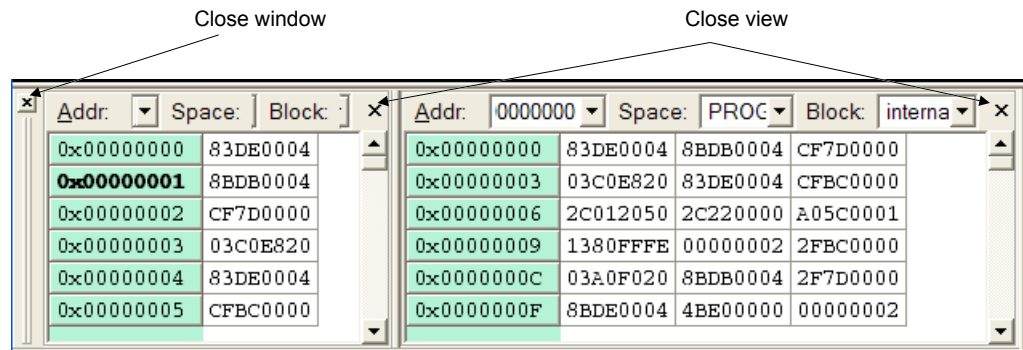 Close window Close view
Addr: Space: Block: Addr: 0000000 Space: PROG Block: interna
0x00000000 83DE0004 0x00000000 83DE0004 8BDB0004 CF7D0000
0x00000001 8BDB0004 0x00000003 03C0E820 83DE0004 CFBC0000
0x00000002 CF7D0000 0x00000006 2C012050 2C220000 A05C0001
0x00000003 03C0E820 0x00000009 1380FFFE 00000002 2FBC0000
0x00000004 83DE0004 0x0000000C 03A0F020 8BDB0004 2F7D0000
0x00000005 CFBC0000 0x0000000F 8BDE0004 4BE00000 00000002